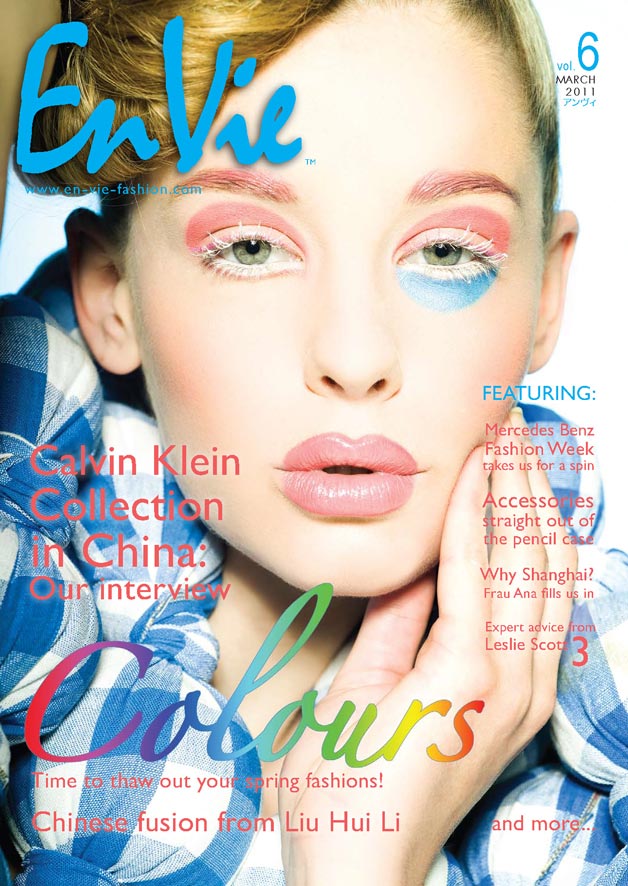 En Vie
TM
www.en-vie-fashion.com
vol. 6
MARCH
2011
アンヴィ
FEATURING:
Mercedes Benz
Fashion Week
takes us for a spin
Accessories
straight out of
the pencil case
Why Shanghai?
Frau Ana fills us in
Expert advice from
Leslie Scott 3
Calvin Klein
Collection
in China:
Our interview
Colours
Time to thaw out your spring fashions!
Chinese fusion from Liu Hui Li
and more...